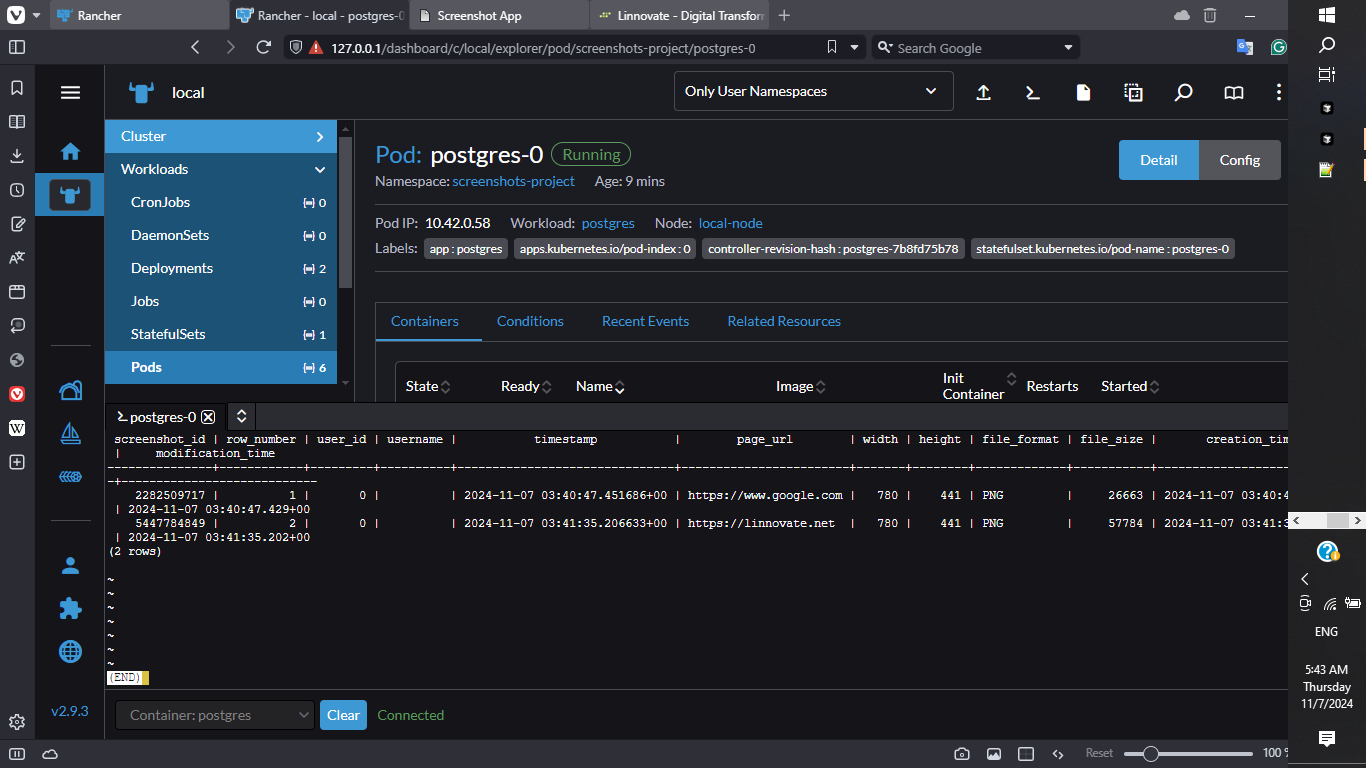 Rancher
Rancher - local - postgres-0
Screenshot App
Linnovate - Digital Transform
127.0.0.1/dashboard/c/local/explorer/pod/screenshots-project/postgres-0
Search Google
local
Only User Namespaces
Cluster
Workloads
CronJobs 0
DaemonSets 0
Deployments 2
Jobs 0
StatefulSets 1
Pods 6
Pod: postgres-0 Running
Namespace: screenshots-project Age: 9 mins
Detail Config
Pod IP: 10.42.0.58 Workload: postgres Node: local-node
Labels: app : postgres apps.kubernetes.io/pod-index : 0 controller-revision-hash : postgres-7b8fd75b78 statefulset.kubernetes.io/pod-name : postgres-0
Containers Conditions Recent Events Related Resources
State Ready Name Image Init Container Restarts Started
postgres-0
screenshot_id | row_number | user_id | username | timestamp | page_url | width | height | file_format | file_size | creation_tim
| modification_time
2282509717 | 1 | 0 | | 2024-11-07 03:40:47.451686+00 | https://www.google.com | 780 | 441 | PNG | 26663 | 2024-11-07 03:40:4
| 2024-11-07 03:40:47.429+00
5447784849 | 2 | 0 | | 2024-11-07 03:41:35.206633+00 | https://linnovate.net | 780 | 441 | PNG | 57784 | 2024-11-07 03:41:3
| 2024-11-07 03:41:35.202+00
(2 rows)
~
~
~
~
~
~
~
(END)
v2.9.3
Container: postgres Clear Connected
Reset 100 %
ENG
5:43 AM
Thursday
11/7/2024